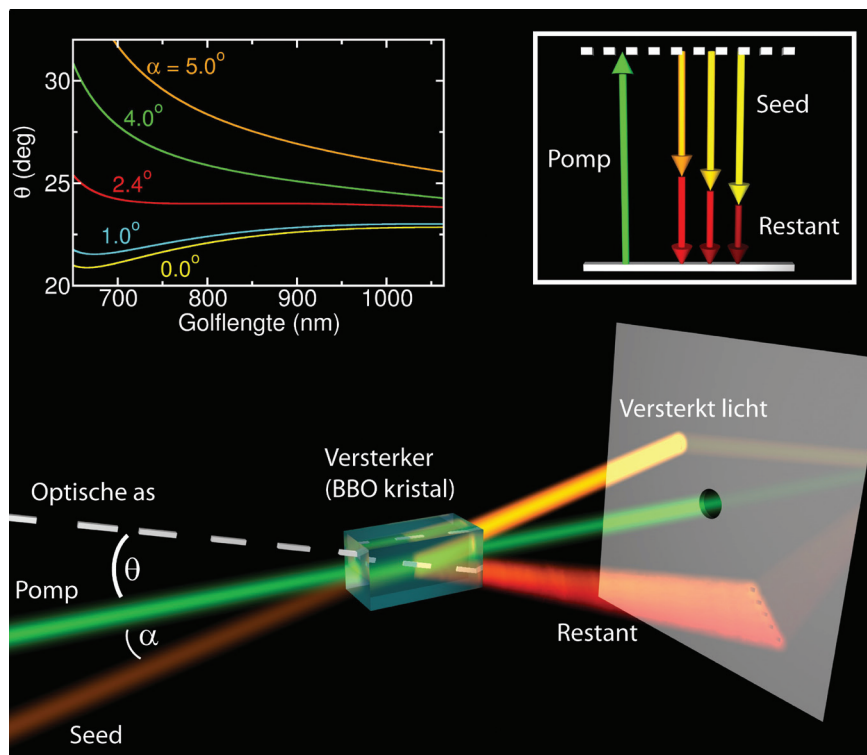 30
25
20
θ (deg)
α = 5.0°
4.0°
2.4°
1.0°
0.0°
700
800
900
1000
Golflengte (nm)
Pomp
Seed
Restant
Versterkt licht
Versterker
(BBO kristal)
Optische as
θ
Pomp
α
Restant
Seed